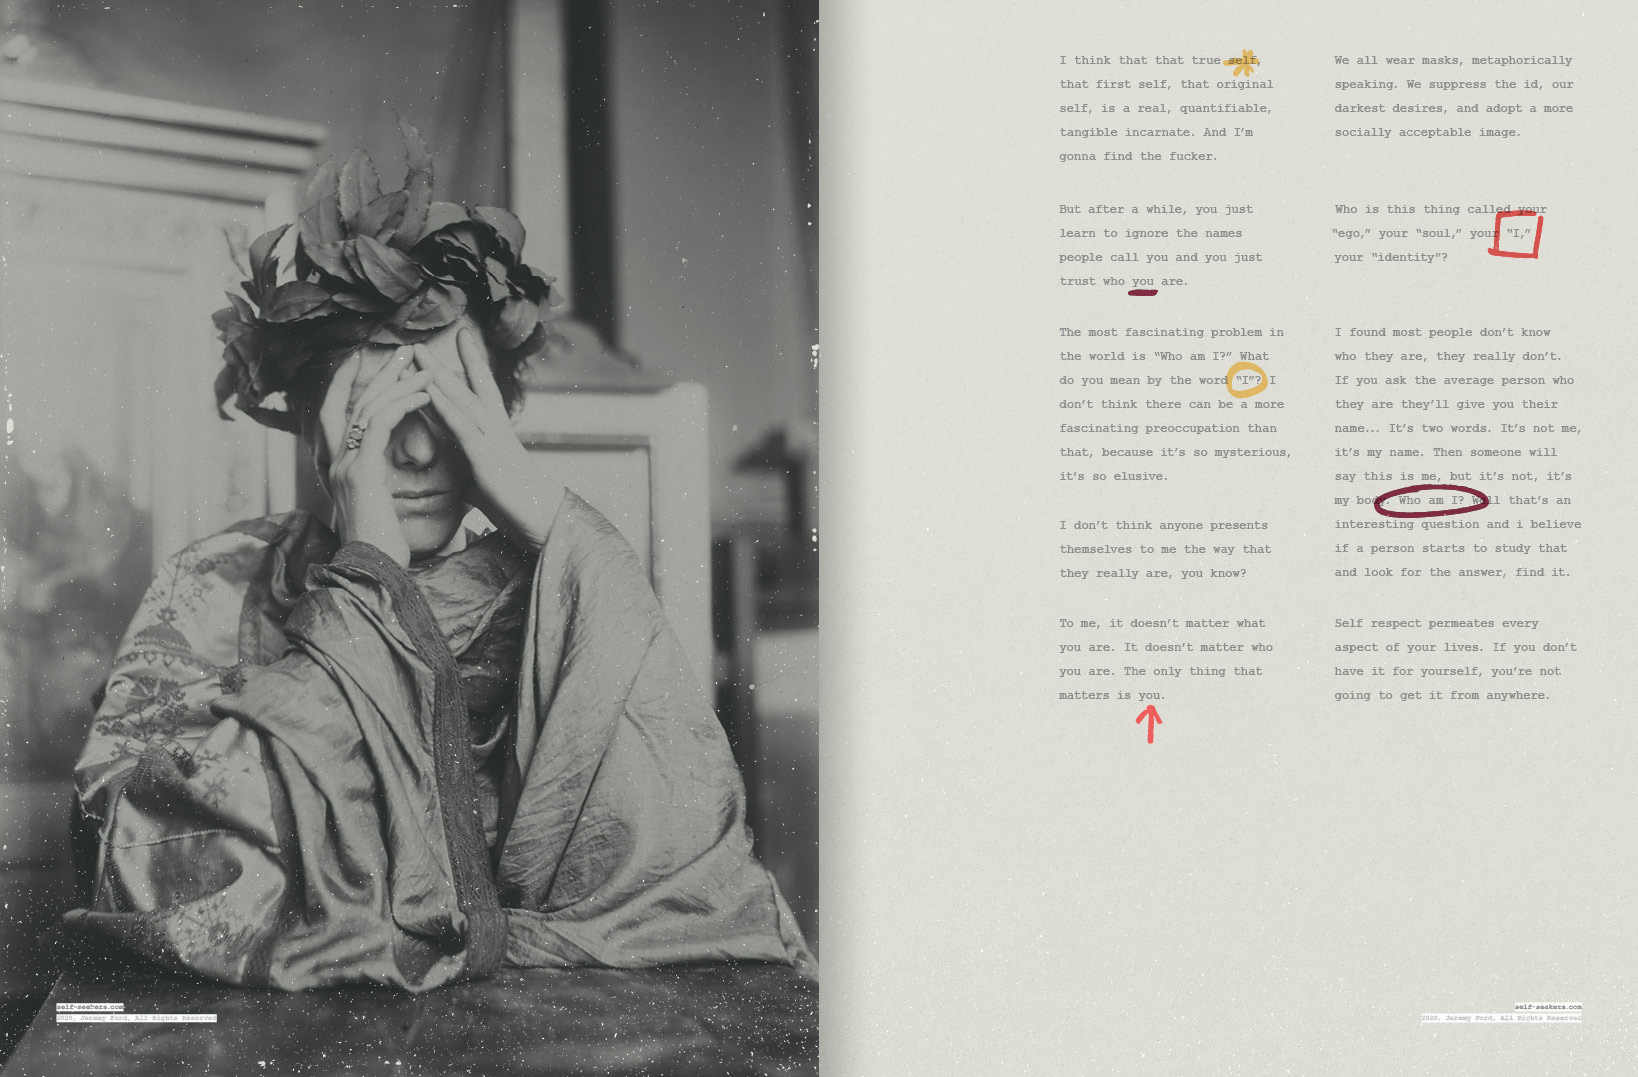 I think that that true self,
that first self, that original
self, is a real, quantifiable,
tangible incarnate. And I’m
gonna find the fucker.
But after a while, you just
learn to ignore the names
people call you and you just
trust who you are.
The most fascinating problem in
the world is “Who am I?” What
do you mean by the word “I”? I
don’t think there can be a more
fascinating preoccupation than
that, because it’s so mysterious,
it’s so elusive.
I don’t think anyone presents
themselves to me the way that
they really are, you know?
To me, it doesn’t matter what
you are. It doesn’t matter who
you are. The only thing that
matters is you.
We all wear masks, metaphorically
speaking. We suppress the id, our
darkest desires, and adopt a more
socially acceptable image.
Who is this thing called your
“ego,” your “soul,” your “I,”
your “identity”?
I found most people don’t know
who they are, they really don’t.
If you ask the average person who
they are they’ll give you their
name... It’s two words. It’s not me,
it’s my name. Then someone will
say this is me, but it’s not, it’s
my body. Who am I? Well that’s an
interesting question and i believe
if a person starts to study that
and look for the answer, find it.
Self respect permeates every
aspect of your lives. If you don’t
have it for yourself, you’re not
going to get it from anywhere.
self-seekers.com
2020, Jeremy Ford, All Rights Reserved
self-seekers.com
2020, Jeremy Ford, All Rights Reserved